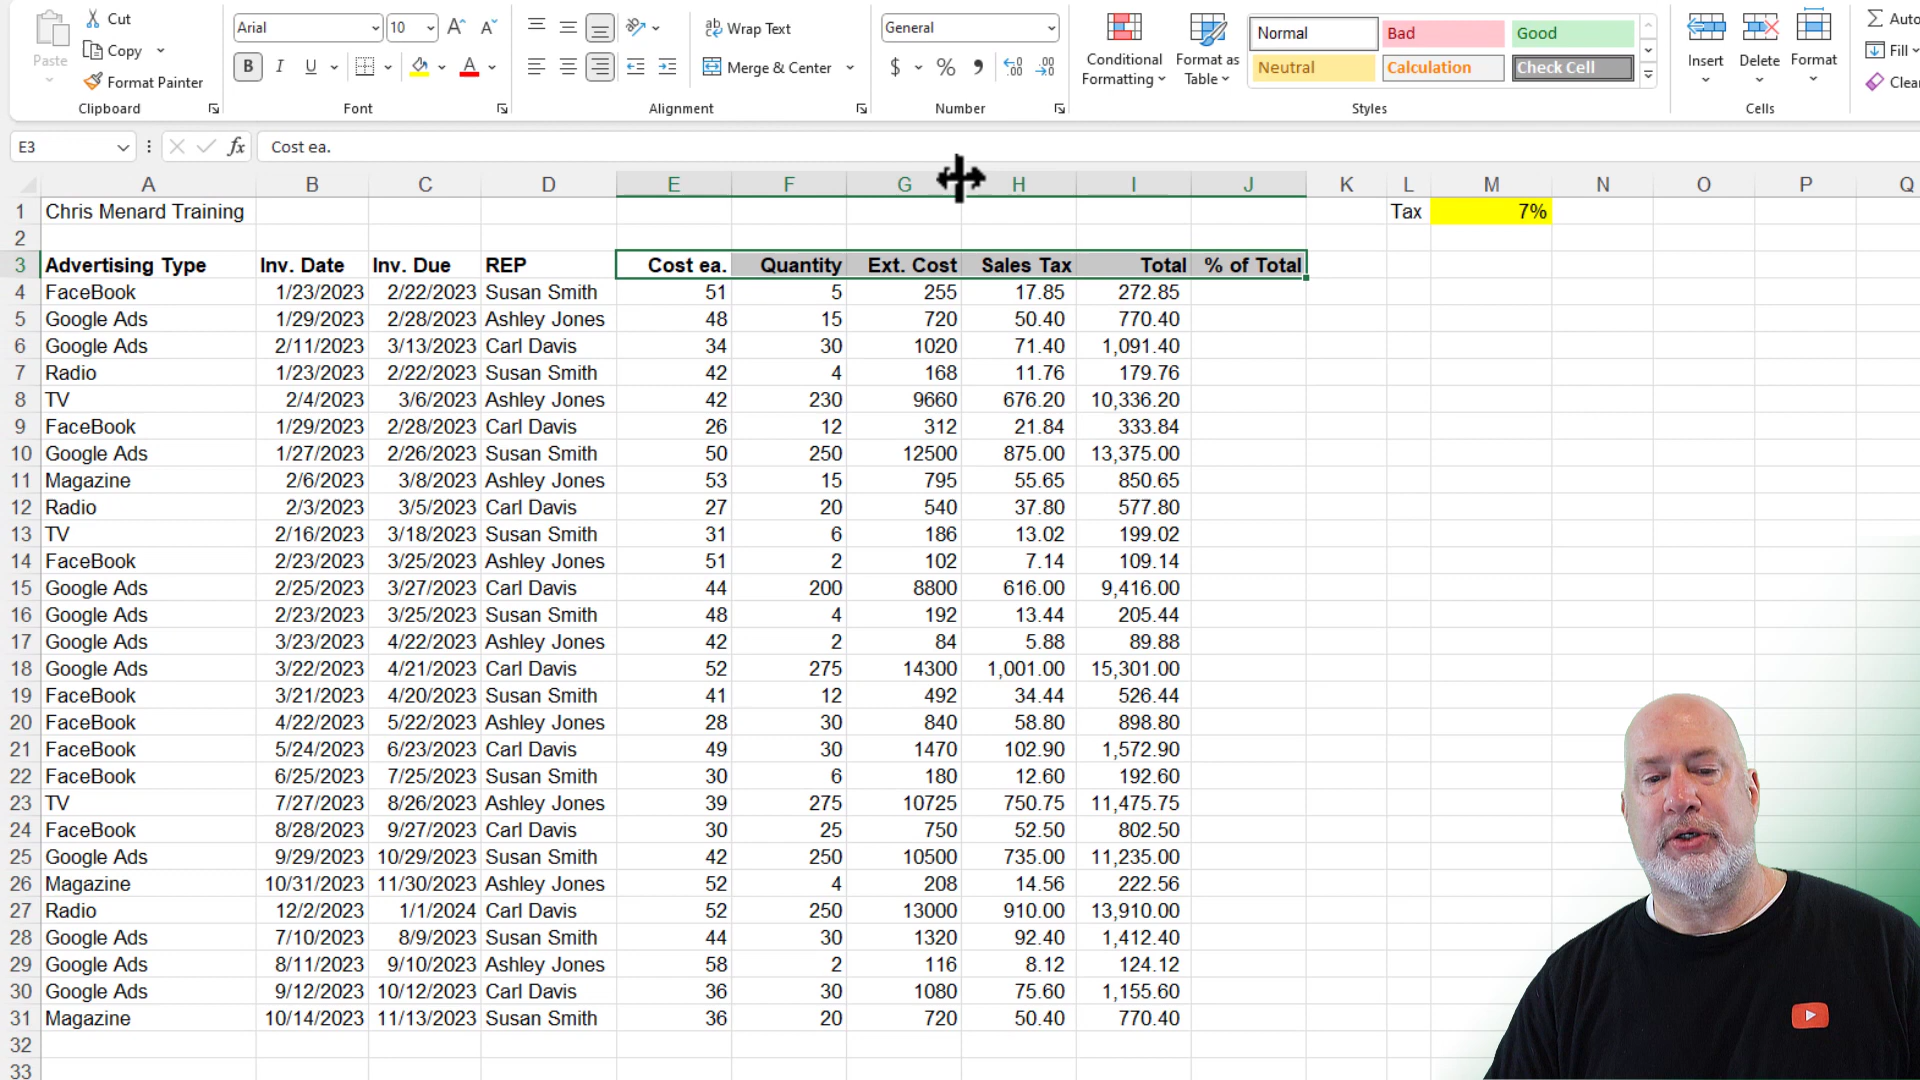 Cut
Copy
Paste
Format Painter
Clipboard
Arial
10
A A
B I U A
Font
Wrap Text
Merge & Center
Alignment
General
$ % 9
Number
Conditional Formatting
Format as Table
Normal Bad Good
Neutral Calculation Check Cell
Styles
Insert Delete Format
Cells
Auto
Fill
Clea
E3 fx Cost ea.
A B C D E F G H I J K L M N O P Q
1 Chris Menard Training Tax 7%
2
3 Advertising Type Inv. Date Inv. Due REP Cost ea. Quantity Ext. Cost Sales Tax Total % of Total
4 FaceBook 1/23/2023 2/22/2023 Susan Smith 51 5 255 17.85 272.85
5 Google Ads 1/29/2023 2/28/2023 Ashley Jones 48 15 720 50.40 770.40
6 Google Ads 2/11/2023 3/13/2023 Carl Davis 34 30 1020 71.40 1,091.40
7 Radio 1/23/2023 2/22/2023 Susan Smith 42 4 168 11.76 179.76
8 TV 2/4/2023 3/6/2023 Ashley Jones 42 230 9660 676.20 10,336.20
9 FaceBook 1/29/2023 2/28/2023 Carl Davis 26 12 312 21.84 333.84
10 Google Ads 1/27/2023 2/26/2023 Susan Smith 50 250 12500 875.00 13,375.00
11 Magazine 2/6/2023 3/8/2023 Ashley Jones 53 15 795 55.65 850.65
12 Radio 2/3/2023 3/5/2023 Carl Davis 27 20 540 37.80 577.80
13 TV 2/16/2023 3/18/2023 Susan Smith 31 6 186 13.02 199.02
14 FaceBook 2/23/2023 3/25/2023 Ashley Jones 51 2 102 7.14 109.14
15 Google Ads 2/25/2023 3/27/2023 Carl Davis 44 200 8800 616.00 9,416.00
16 Google Ads 2/23/2023 3/25/2023 Susan Smith 48 4 192 13.44 205.44
17 Google Ads 3/23/2023 4/22/2023 Ashley Jones 42 2 84 5.88 89.88
18 Google Ads 3/22/2023 4/21/2023 Carl Davis 52 275 14300 1,001.00 15,301.00
19 FaceBook 3/21/2023 4/20/2023 Susan Smith 41 12 492 34.44 526.44
20 FaceBook 4/22/2023 5/22/2023 Ashley Jones 28 30 840 58.80 898.80
21 FaceBook 5/24/2023 6/23/2023 Carl Davis 49 30 1470 102.90 1,572.90
22 FaceBook 6/25/2023 7/25/2023 Susan Smith 30 6 180 12.60 192.60
23 TV 7/27/2023 8/26/2023 Ashley Jones 39 275 10725 750.75 11,475.75
24 FaceBook 8/28/2023 9/27/2023 Carl Davis 30 25 750 52.50 802.50
25 Google Ads 9/29/2023 10/29/2023 Susan Smith 42 250 10500 735.00 11,235.00
26 Magazine 10/31/2023 11/30/2023 Ashley Jones 52 4 208 14.56 222.56
27 Radio 12/2/2023 1/1/2024 Carl Davis 52 250 13000 910.00 13,910.00
28 Google Ads 7/10/2023 8/9/2023 Susan Smith 44 30 1320 92.40 1,412.40
29 Google Ads 8/11/2023 9/10/2023 Ashley Jones 58 2 116 8.12 124.12
30 Google Ads 9/12/2023 10/12/2023 Carl Davis 36 30 1080 75.60 1,155.60
31 Magazine 10/14/2023 11/13/2023 Susan Smith 36 20 720 50.40 770.40
32
33